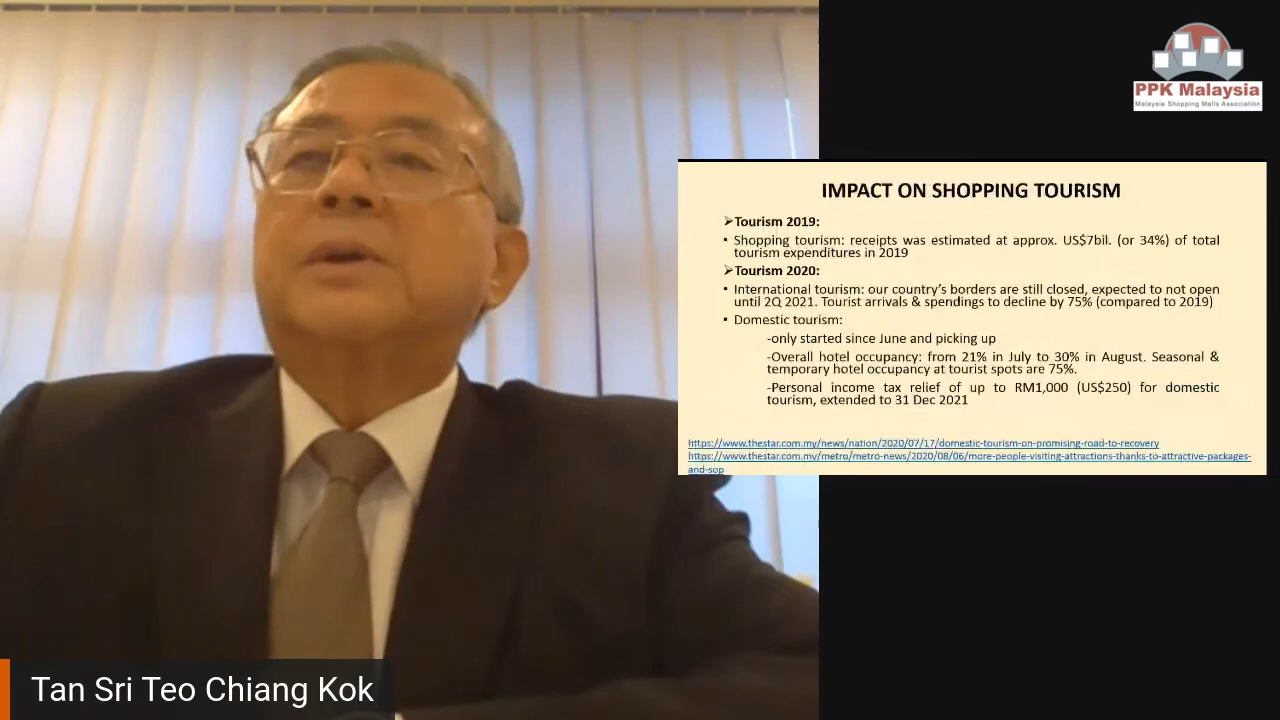 PPK Malaysia
Malaysia Shopping Malls Association
IMPACT ON SHOPPING TOURISM
➢Tourism 2019:
• Shopping tourism: receipts was estimated at approx. US$7bil. (or 34%) of total
tourism expenditures in 2019
➢Tourism 2020:
• International tourism: our country's borders are still closed, expected to not open
until 2Q 2021. Tourist arrivals & spendings to decline by 75% (compared to 2019)
• Domestic tourism:
-only started since June and picking up
-Overall hotel occupancy: from 21% in July to 30% in August. Seasonal &
temporary hotel occupancy at tourist spots are 75%.
-Personal income tax relief of up to RM1,000 (US$250) for domestic
tourism, extended to 31 Dec 2021
https://www.thestar.com.my/news/nation/2020/07/17/domestic-tourism-on-promising-road-to-recovery
https://www.thestar.com.my/metro/metro-news/2020/08/06/more-people-visiting-attractions-thanks-to-attractive-packages-
and-sop
Tan Sri Teo Chiang Kok